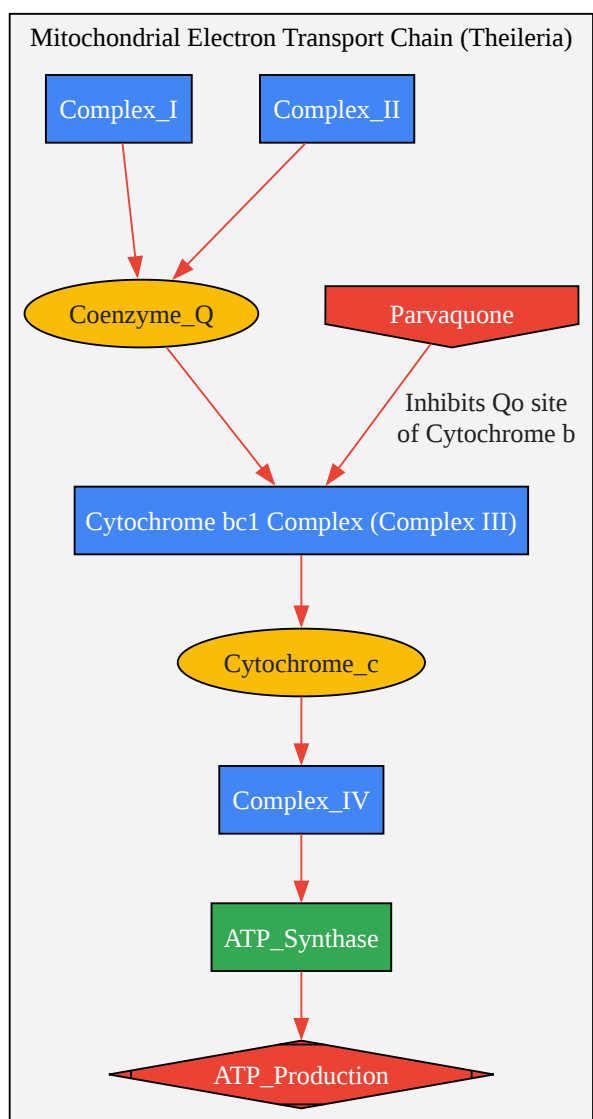 Mitochondrial Electron Transport Chain (Theileria)
Complex_I
Complex_II
Coenzyme_Q
Parvaquone
Inhibits Qo site
of Cytochrome b
Cytochrome bc1 Complex (Complex III)
Cytochrome_c
Complex_IV
ATP_Synthase
ATP_Production